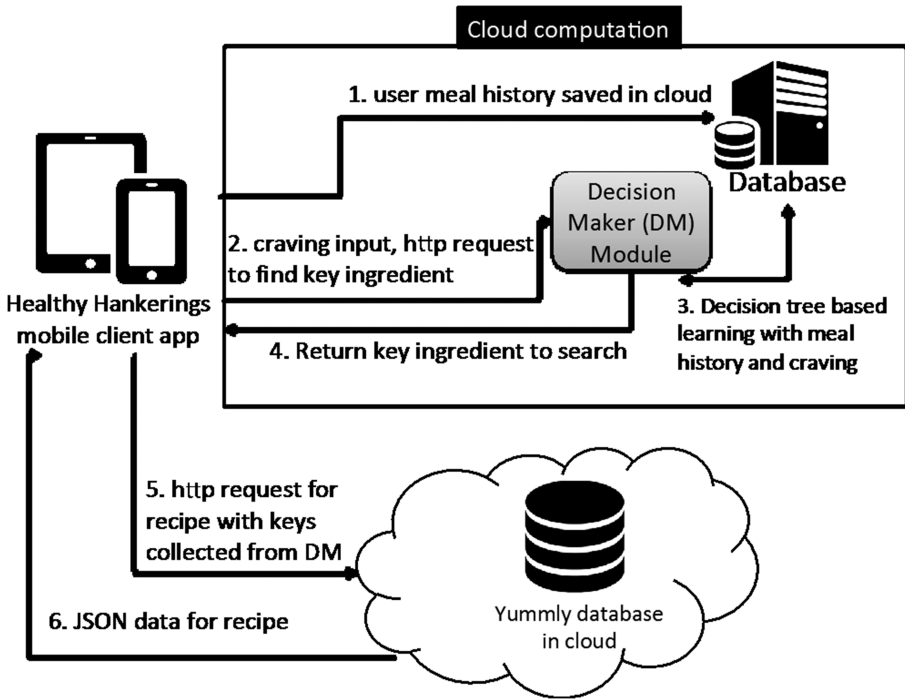 Cloud computation
1. user meal history saved in cloud
Database
Decision
Maker (DM)
Module
2. craving input, http request
to find key ingredient
Healthy Hankerings
mobile client app
3. Decision tree based
learning with meal
history and craving
4. Return key ingredient to search
5. http request for
recipe with keys
collected from DM
6. JSON data for recipe
Yummly database
in cloud